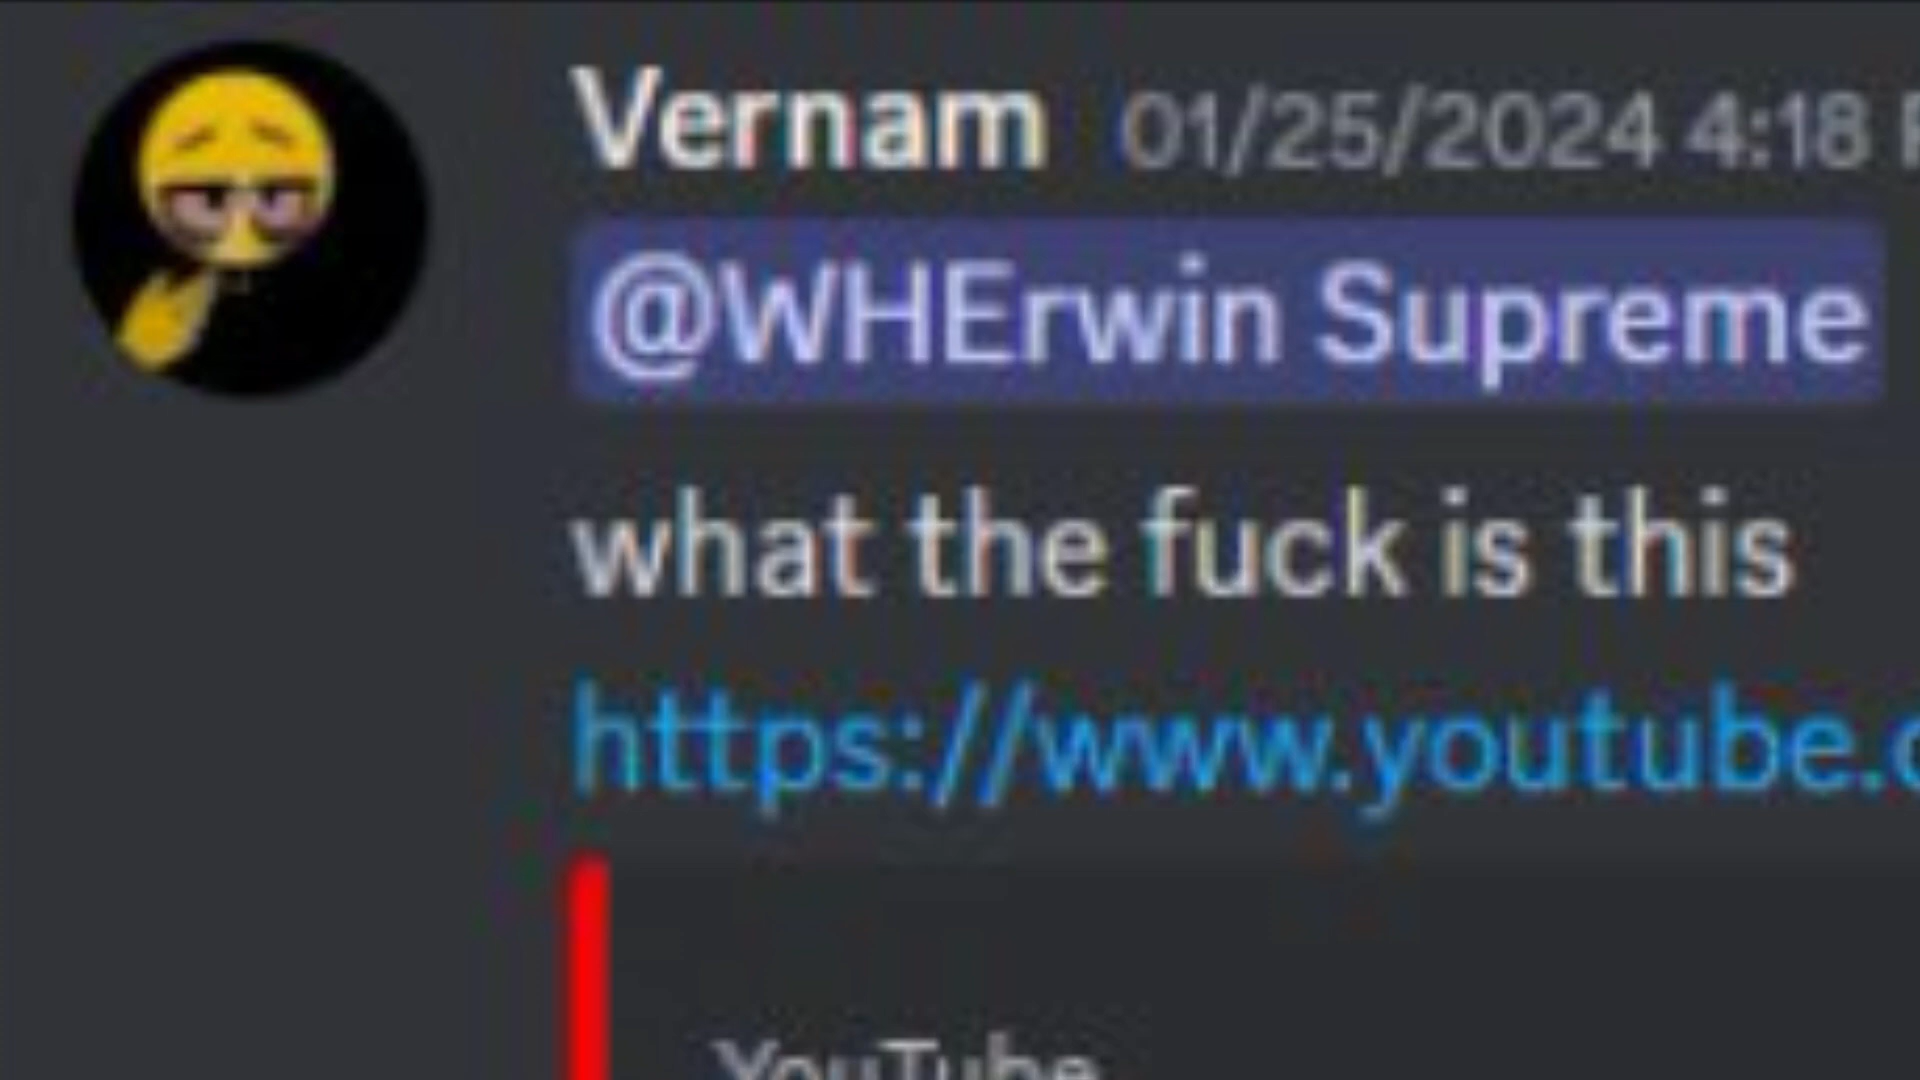 Vernam 01/25/2024 4:18 P
@WHErwin Supreme
what the fuck is this
https://www.youtube.c
YouTube